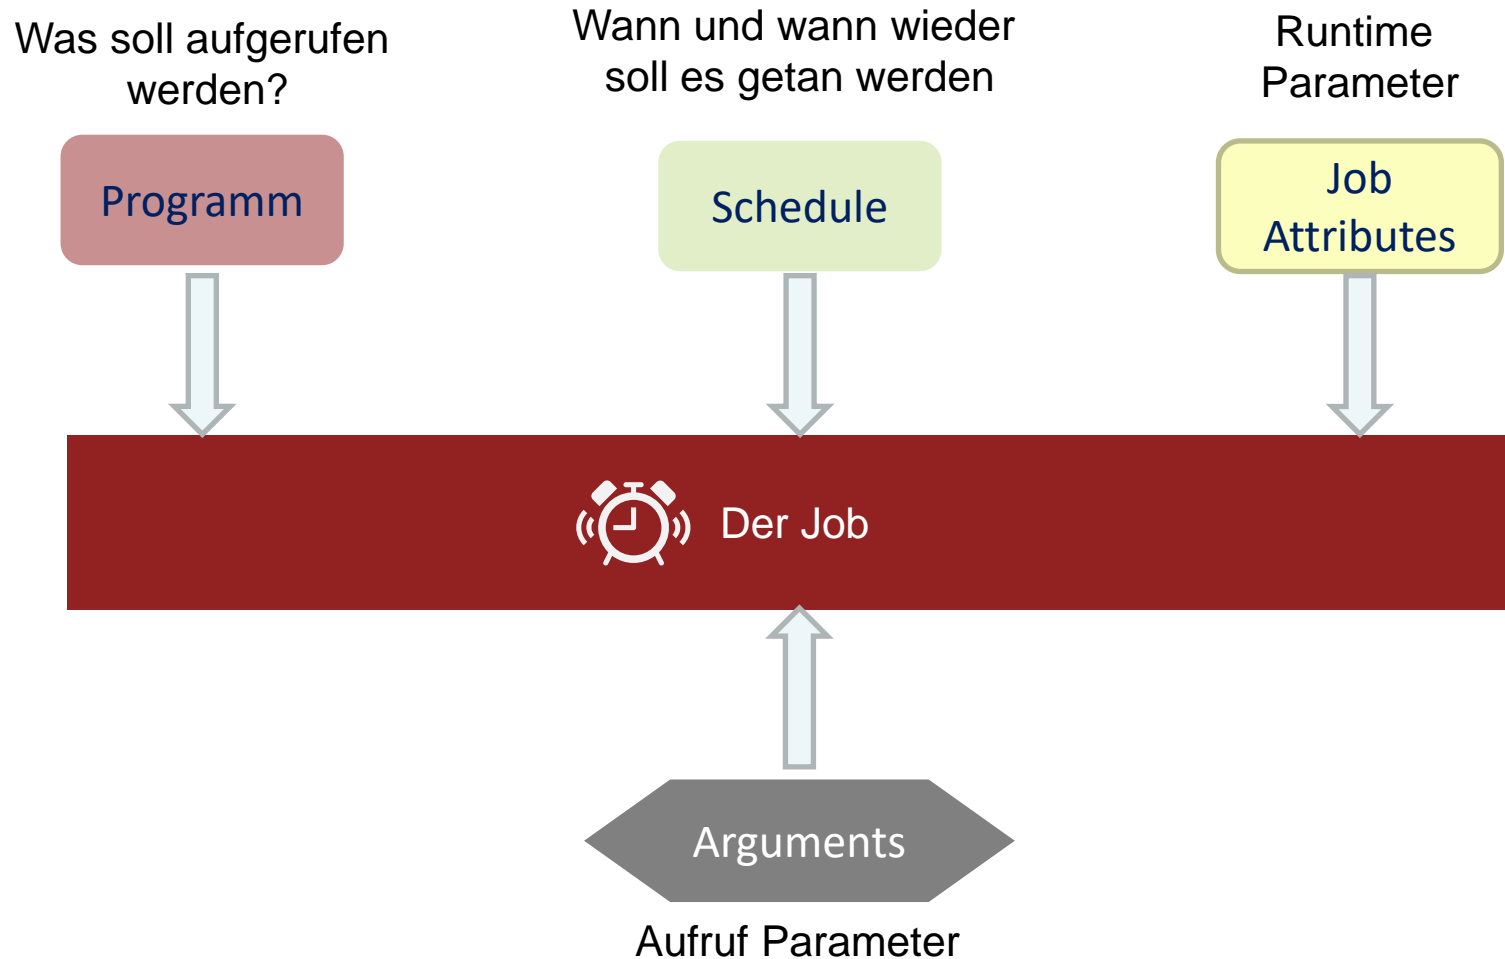 Was soll aufgerufen
werden?
Wann und wann wieder
soll es getan werden
Runtime
Parameter
Programm
Schedule
Job
Attributes
Der Job
Arguments
Aufruf Parameter